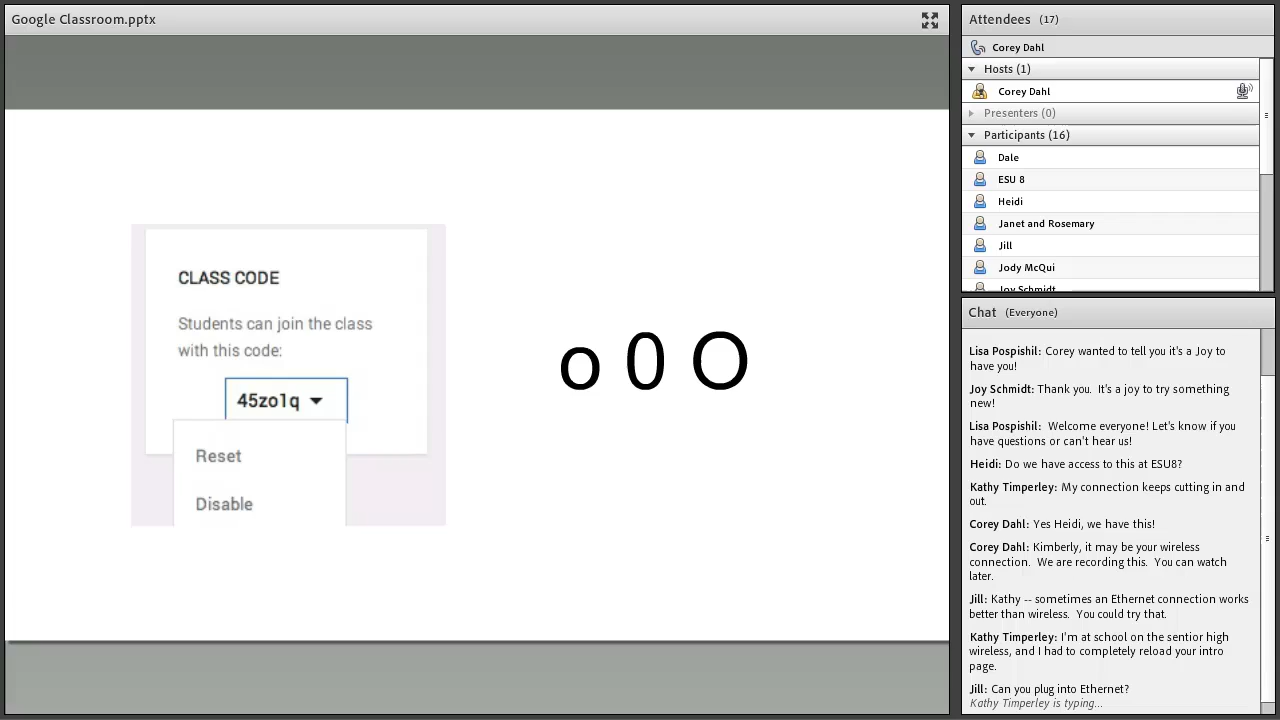 Google Classroom.pptx
CLASS CODE
Students can join the class
with this code:
45zo1q
Reset
Disable
o 0 O
Attendees (17)
Corey Dahl
Hosts (1)
Corey Dahl
Presenters (0)
Participants (16)
Dale
ESU 8
Heidi
Janet and Rosemary
Jill
Jody McQui
Joy Schmidt
Chat (Everyone)
Lisa Pospishil: Corey wanted to tell you it's a Joy to
have you!
Joy Schmidt: Thank you. It's a joy to try something
new!
Lisa Pospishil: Welcome everyone! Let's know if you
have questions or can't hear us!
Heidi: Do we have access to this at ESU8?
Kathy Timperley: My connection keeps cutting in and
out.
Corey Dahl: Yes Heidi, we have this!
Corey Dahl: Kimberly, it may be your wireless
connection. We are recording this. You can watch
later.
Jill: Kathy -- sometimes an Ethernet connection works
better than wireless. You could try that.
Kathy Timperley: I'm at school on the sentior high
wireless, and I had to completely reload your intro
page.
Jill: Can you plug into Ethernet?
Kathy Timperley is typing...